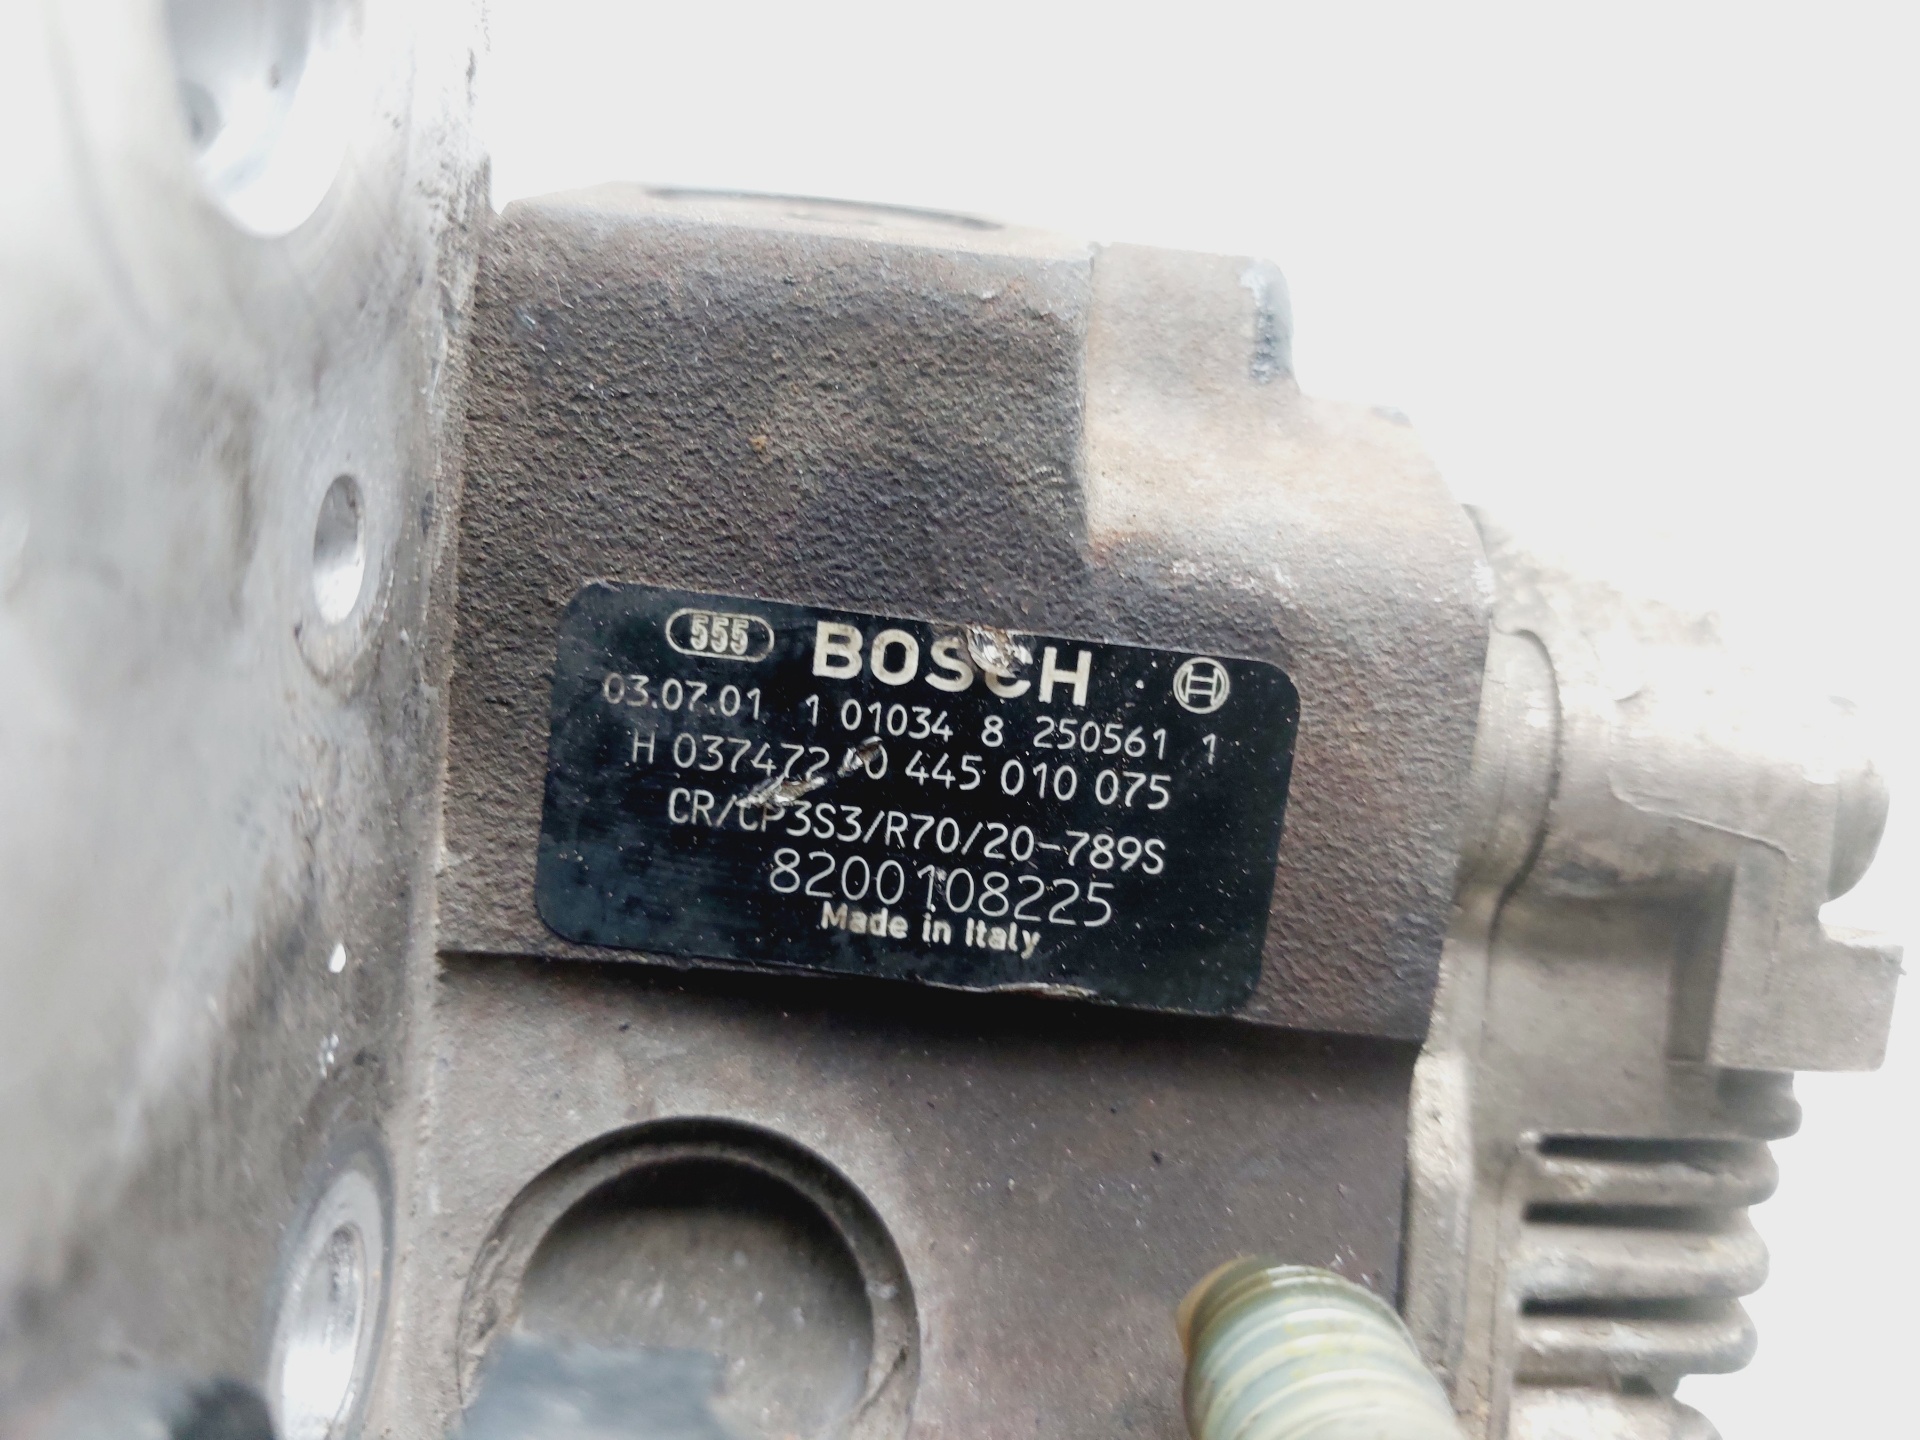 555 BOSCH
03.07.01 1 01034 8 250561 1
H 037472 0 445 010 075
CR/CP3S3/R70/20-789S
8200108225
Made in Italy